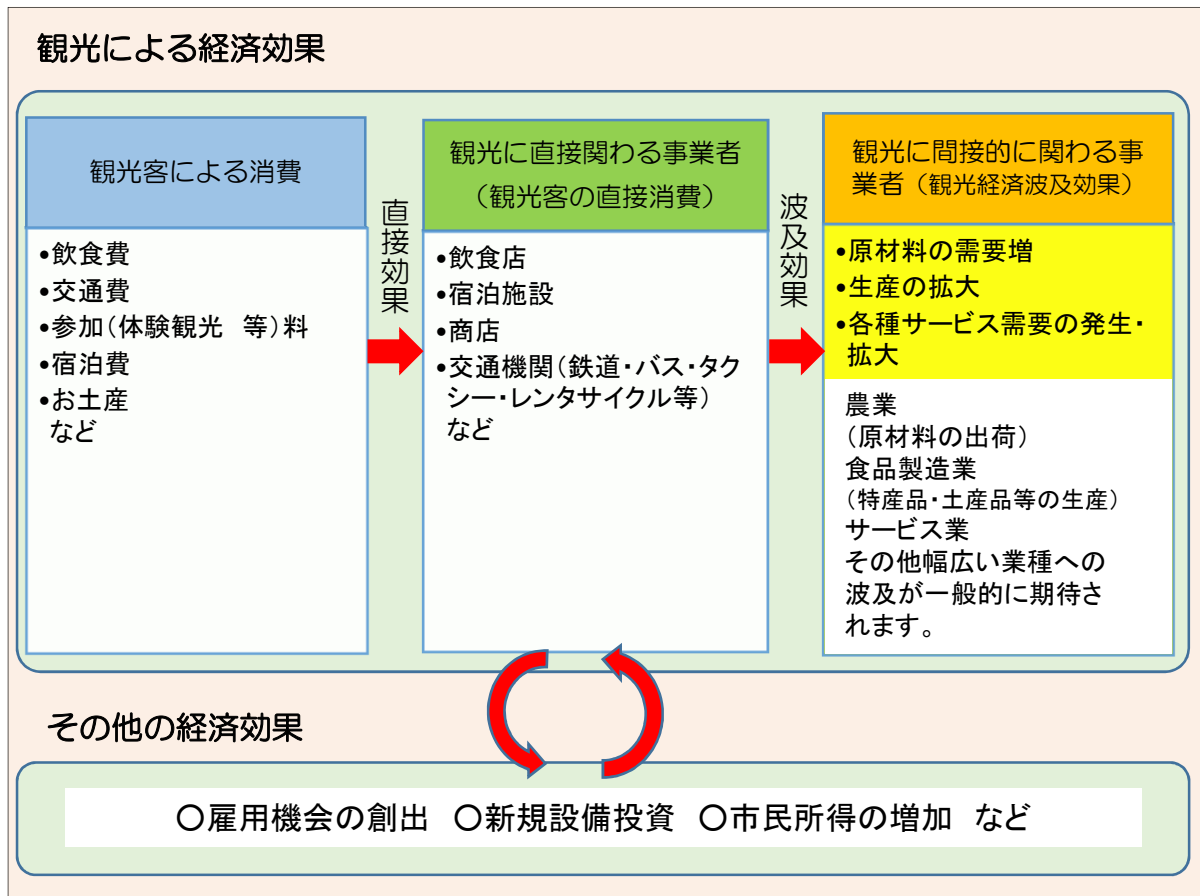 観光による経済効果
観光客による消費
•飲食費
•交通費
•参加(体験観光　等)料
•宿泊費
•お土産
など
直接効果
観光に直接関わる事業者
（観光客の直接消費）
•飲食店
•宿泊施設
•商店
•交通機関(鉄道・バス・タク
シー・レンタサイクル等)
など
波及効果
観光に間接的に関わる事
業者（観光経済波及効果）
•原材料の需要増
•生産の拡大
•各種サービス需要の発生・
拡大
農業
(原材料の出荷)
食品製造業
(特産品・土産品等の生産)
サービス業
その他幅広い業種への
波及が一般的に期待さ
れます。
その他の経済効果
〇雇用機会の創出　〇新規設備投資　〇市民所得の増加　など